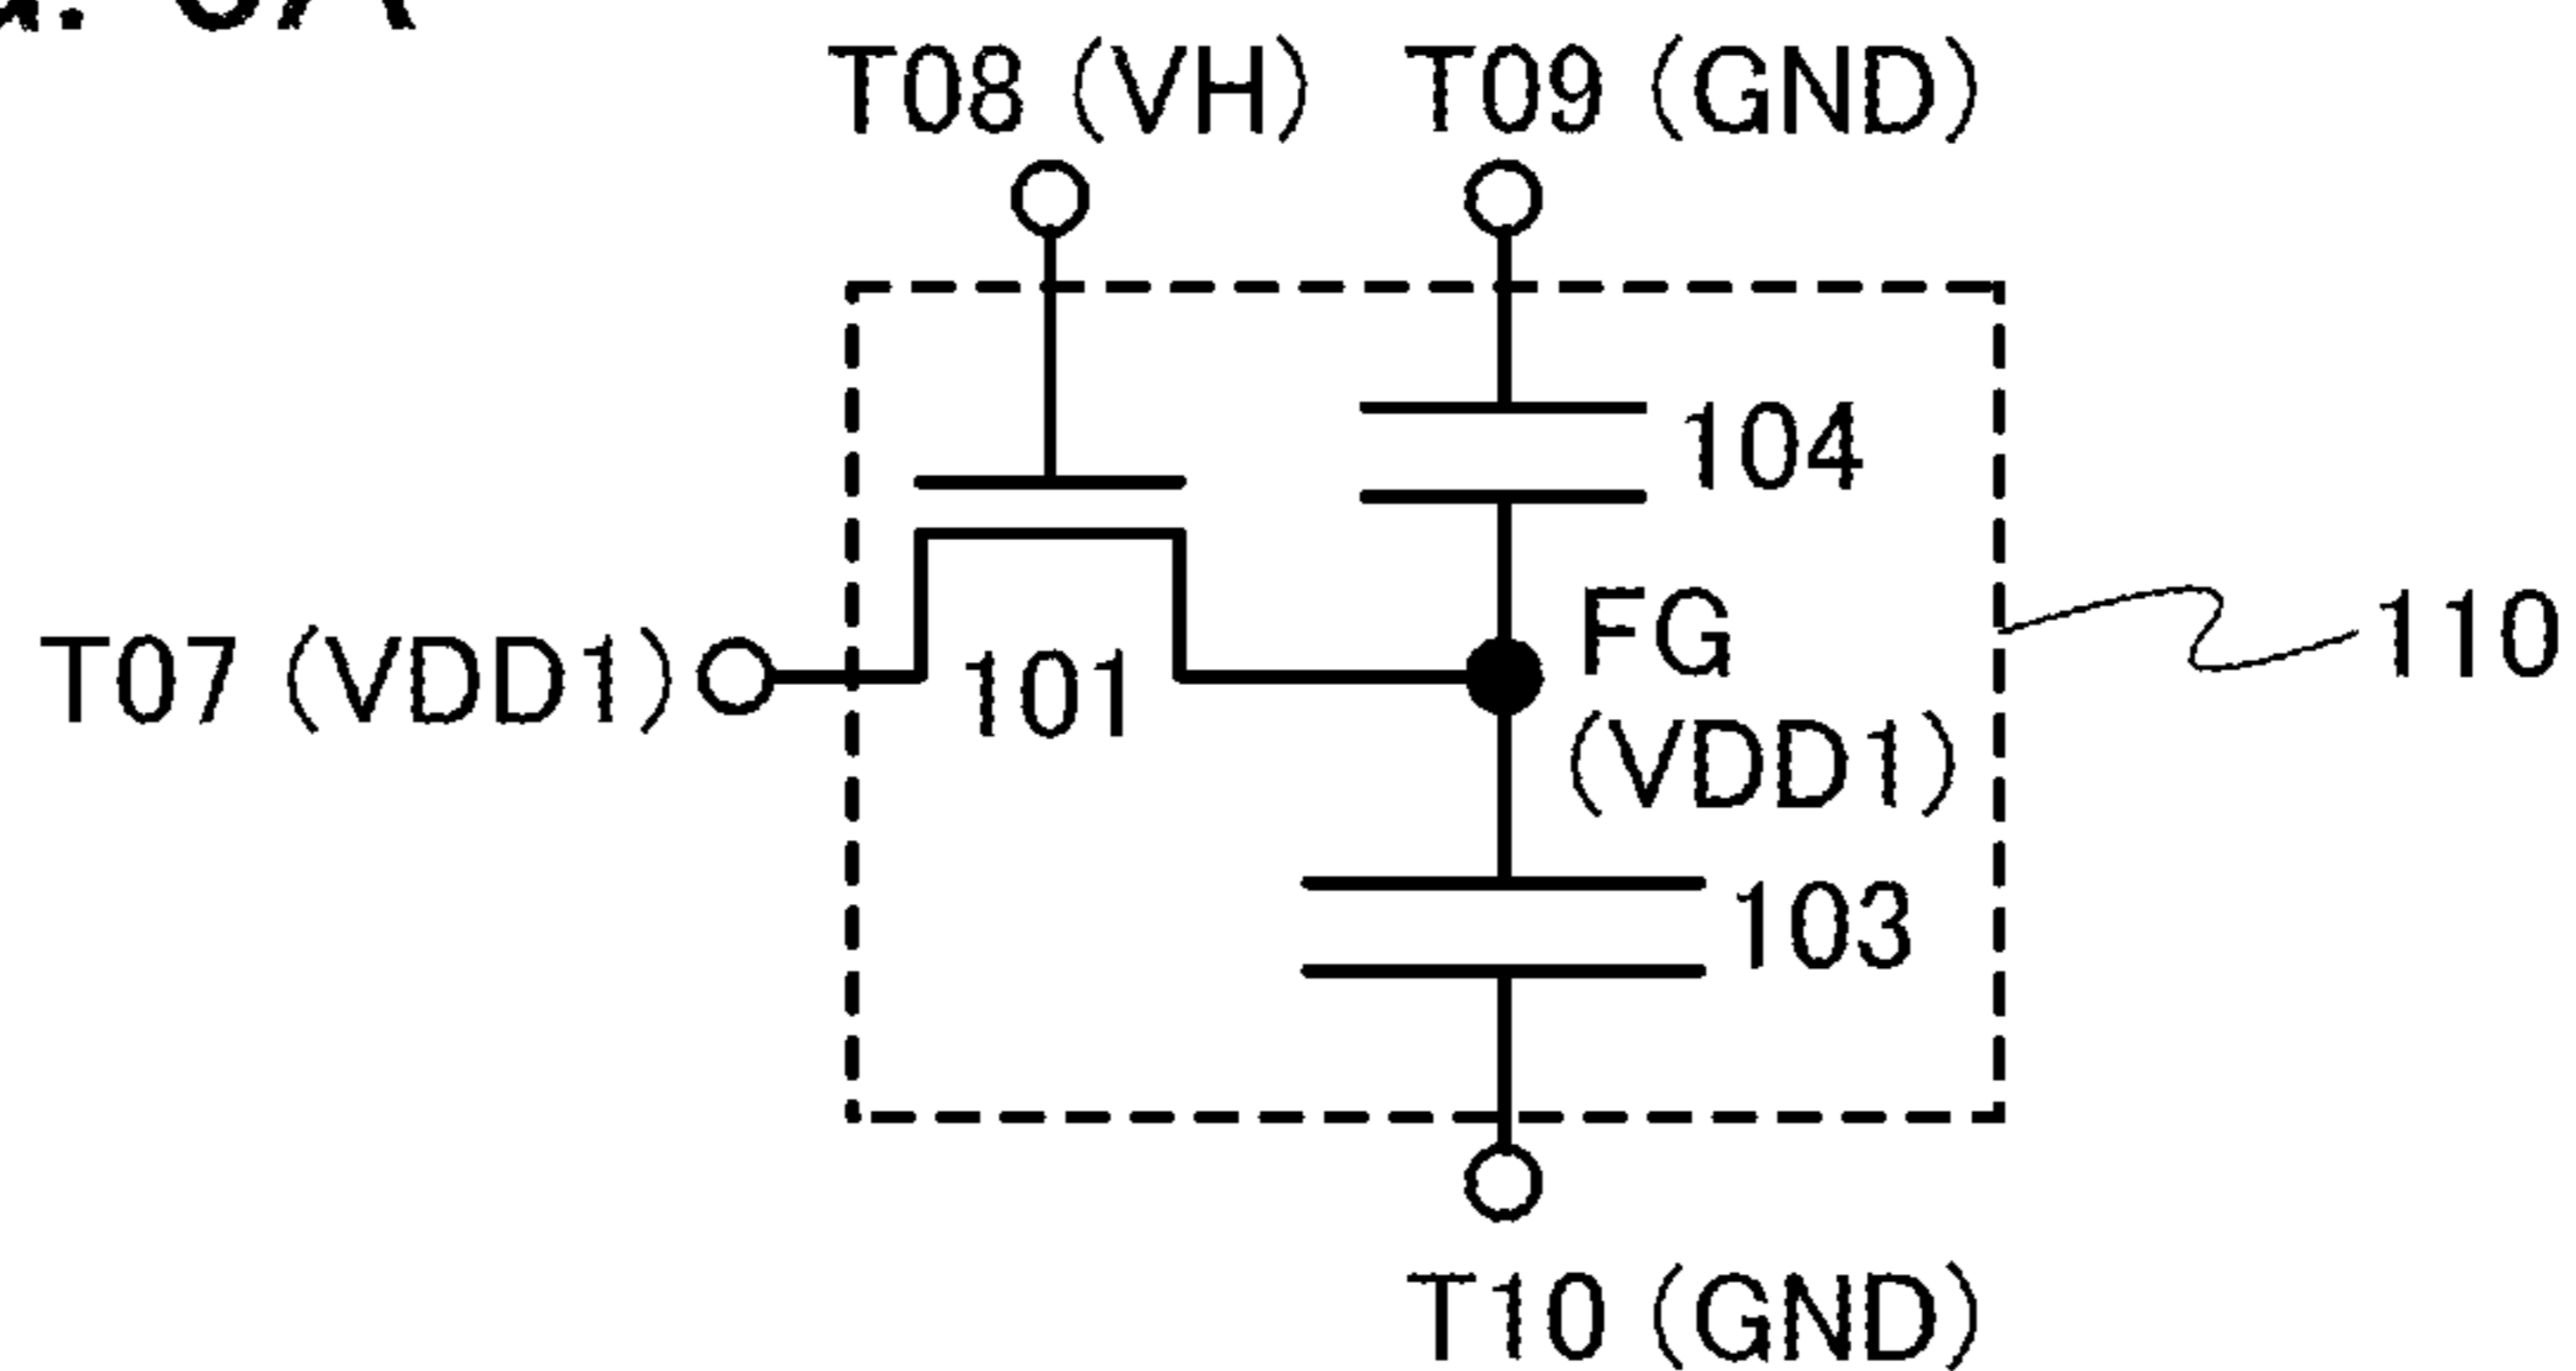 T08 (VH) T09 (GND)
104
T07 (VDD1) 101 FG 110
(VDD1)
103
T10 (GND)